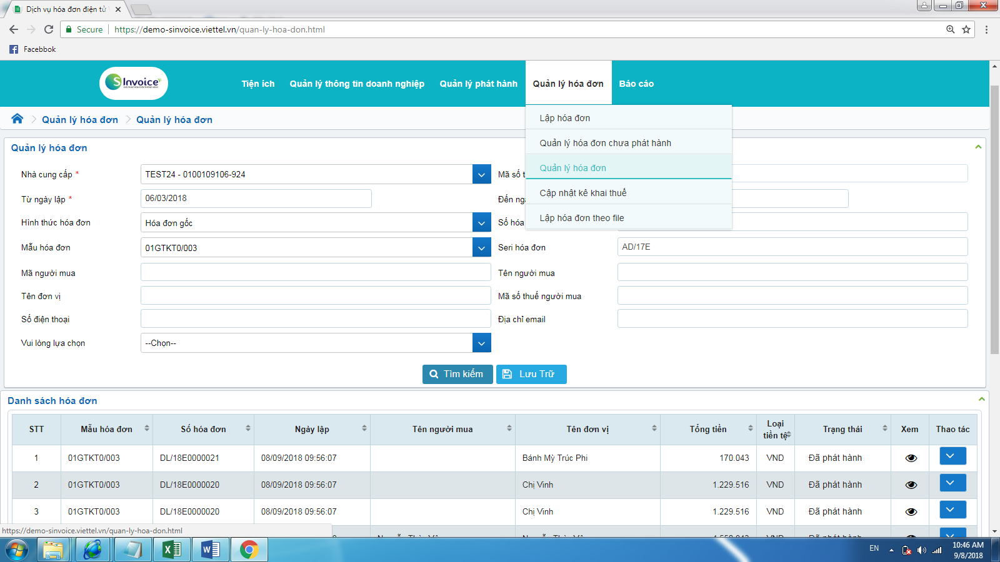 Dịch vụ hóa đơn điện tử
Secure https://demo-sinvoice.viettel.vn/quan-ly-hoa-don.html
Facebbok
SInvoice
Tiện ích Quản lý thông tin doanh nghiệp Quản lý phát hành Quản lý hóa đơn Báo cáo
Quản lý hóa đơn Quản lý hóa đơn
Lập hóa đơn
Quản lý hóa đơn chưa phát hành
Quản lý hóa đơn
Cập nhật kê khai thuế
Lập hóa đơn theo file
Quản lý hóa đơn
Nhà cung cấp * TEST24 - 0100109106-924 Mã số t
Từ ngày lập * 06/03/2018 Đến ng
Hình thức hóa đơn Hóa đơn gốc Số hóa
Mẫu hóa đơn 01GTKT0/003 Seri hóa đơn AD/17E
Mã người mua Tên người mua
Tên đơn vị Mã số thuế người mua
Số điện thoại Địa chỉ email
Vui lòng lựa chọn --Chọn--
Tìm kiếm Lưu Trữ
Danh sách hóa đơn
STT Mẫu hóa đơn Số hóa đơn Ngày lập Tên người mua Tên đơn vị Tổng tiền Loại tiền tệ Trạng thái Xem Thao tác
1 01GTKT0/003 DL/18E0000021 08/09/2018 09:56:07 Bánh Mỳ Trúc Phi 170.043 VND Đã phát hành
2 01GTKT0/003 DL/18E0000020 08/09/2018 09:56:07 Chị Vinh 1.229.516 VND Đã phát hành
3 01GTKT0/003 DL/18E0000020 08/09/2018 09:56:07 Chị Vinh 1.229.516 VND Đã phát hành
https://demo-sinvoice.viettel.vn/quan-ly-hoa-don.html
EN
10:46 AM
9/8/2018